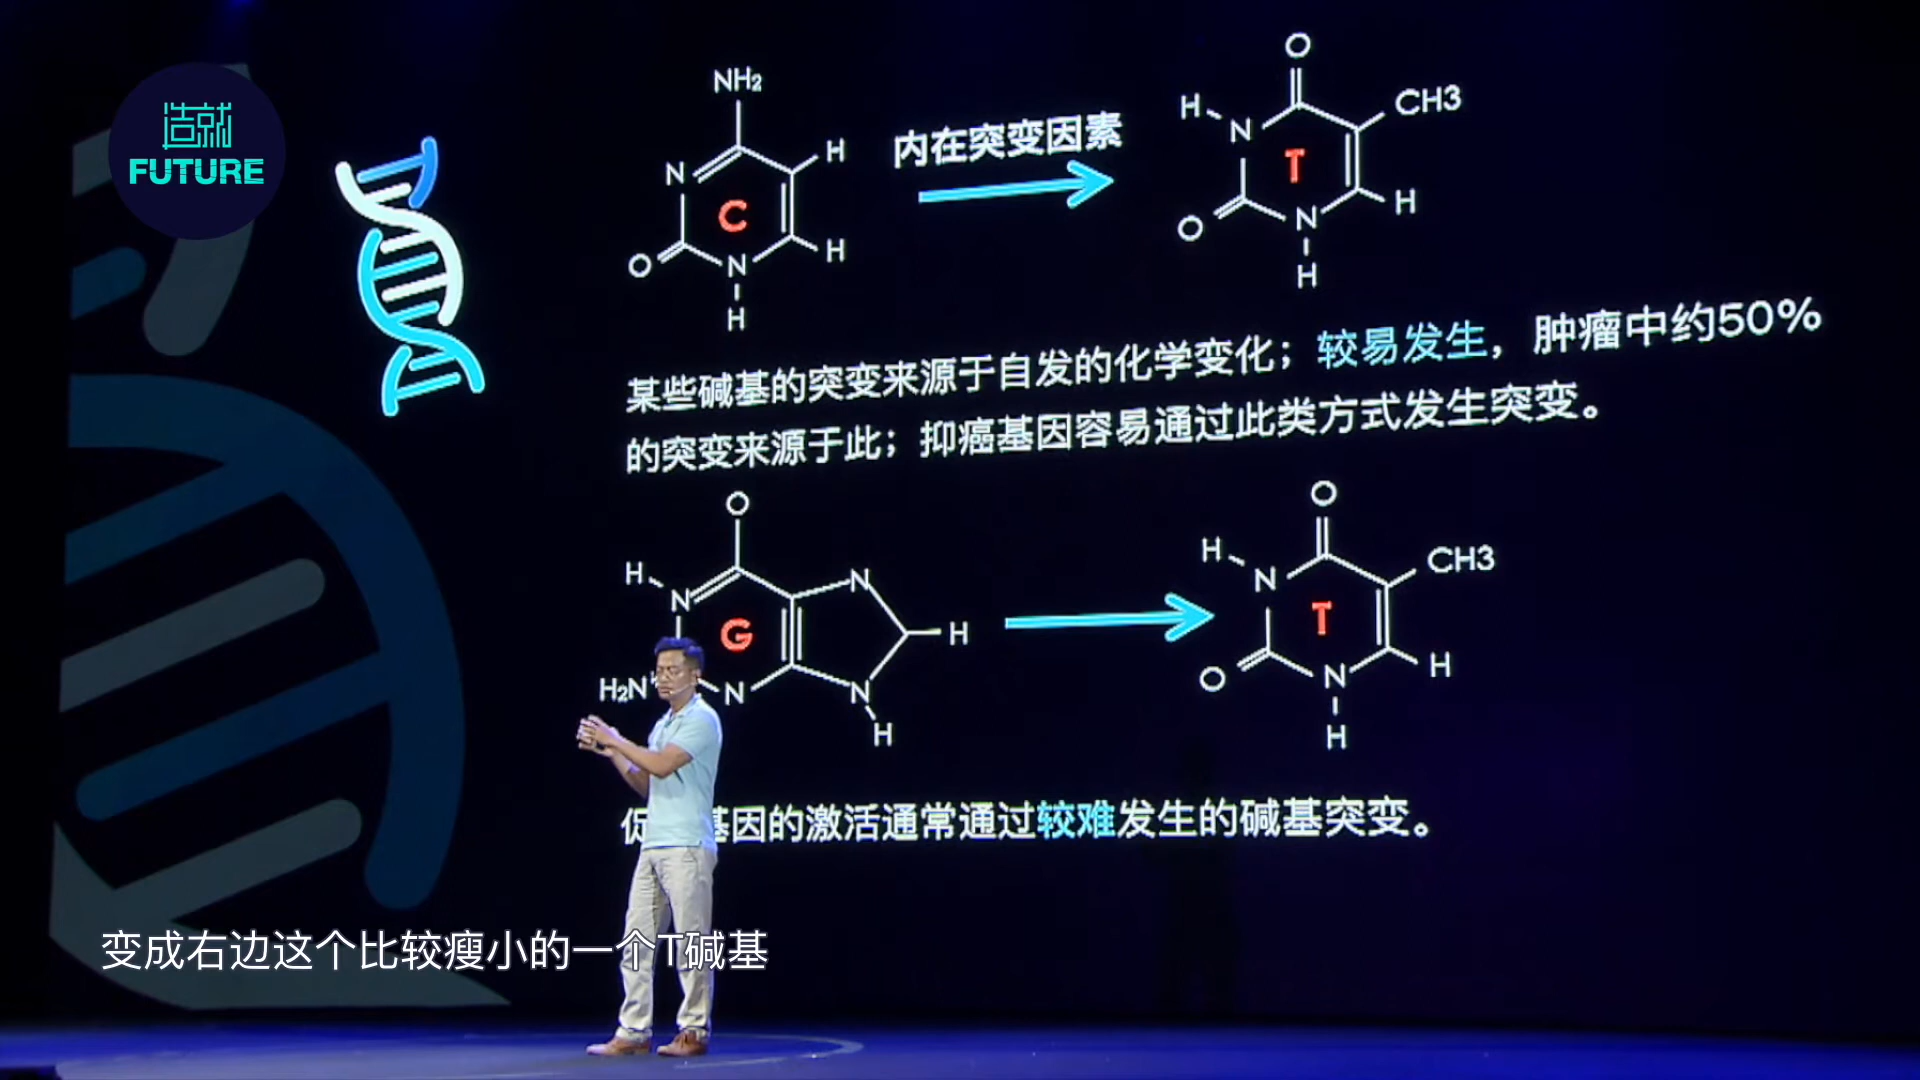 造就
FUTURE
NH2
N
H
C
H
O
N
H
内在突变因素
O
H
N
CH3
T
O
N
H
H
某些碱基的突变来源于自发的化学变化；较易发生，肿瘤中约50%
的突变来源于此；抑癌基因容易通过此类方式发生突变。
O
H
N
N
G
H
H2N
N
N
H
O
H
N
CH3
T
O
N
H
H
基因的激活通常通过较难发生的碱基突变。
变成右边这个比较瘦小的一个T碱基